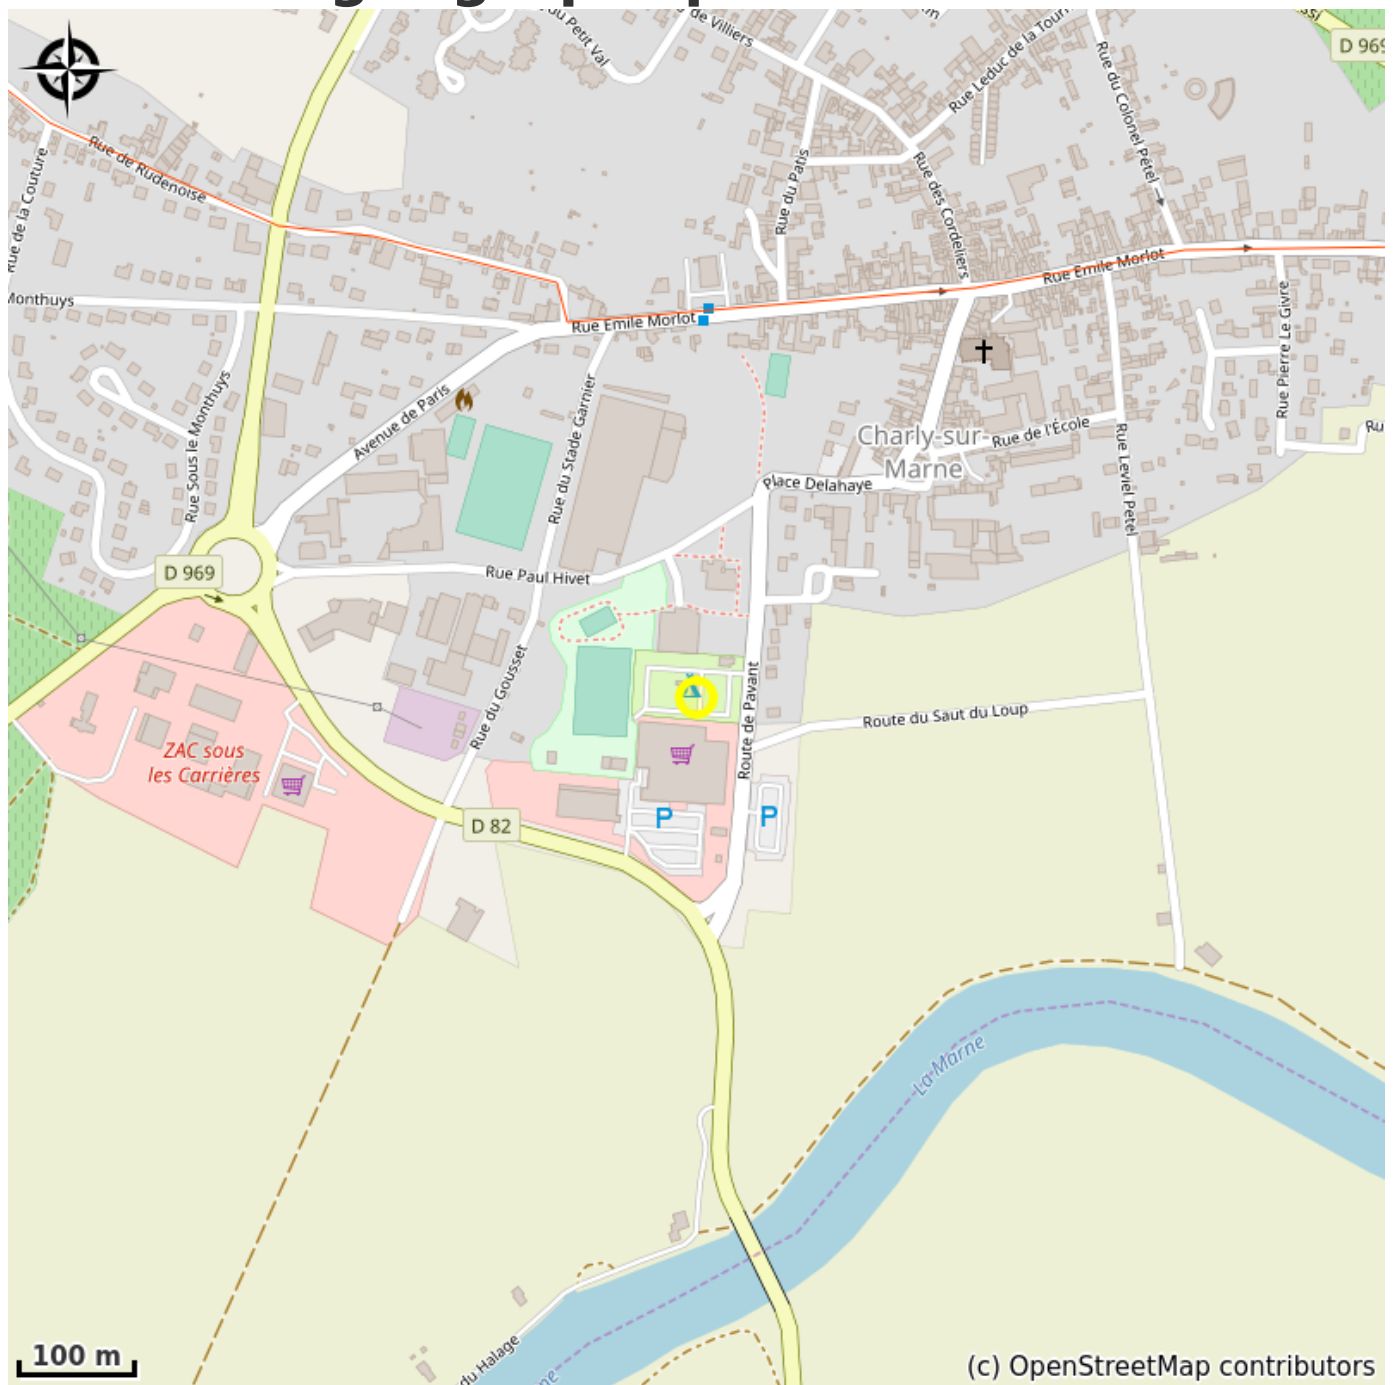 de Villiers
du Petit Val
Rue Leduc de la Tour
Rue du Colonel Pétel
D 969
Rue de Rudenoise
Rue de la Couture
Rue du Patis
Rue des Cordeliers
Rue Emile Morlot
Monthuys
Rue Emile Morlot
Rue Pierre Le Givre
Rue Sous le Monthuys
Avenue de Paris
Rue du Stade Garnier
Charly-sur-
Marne
Rue de l'École
Ru
Place Delahaye
Rue Leviel Petel
D 969
Rue Paul Hivet
Rue du Gousset
Route de Pavant
Route du Saut du Loup
ZAC sous
les Carrières
P
P
D 82
La Marne
du Halage
ne
100 m
(c) OpenStreetMap contributors